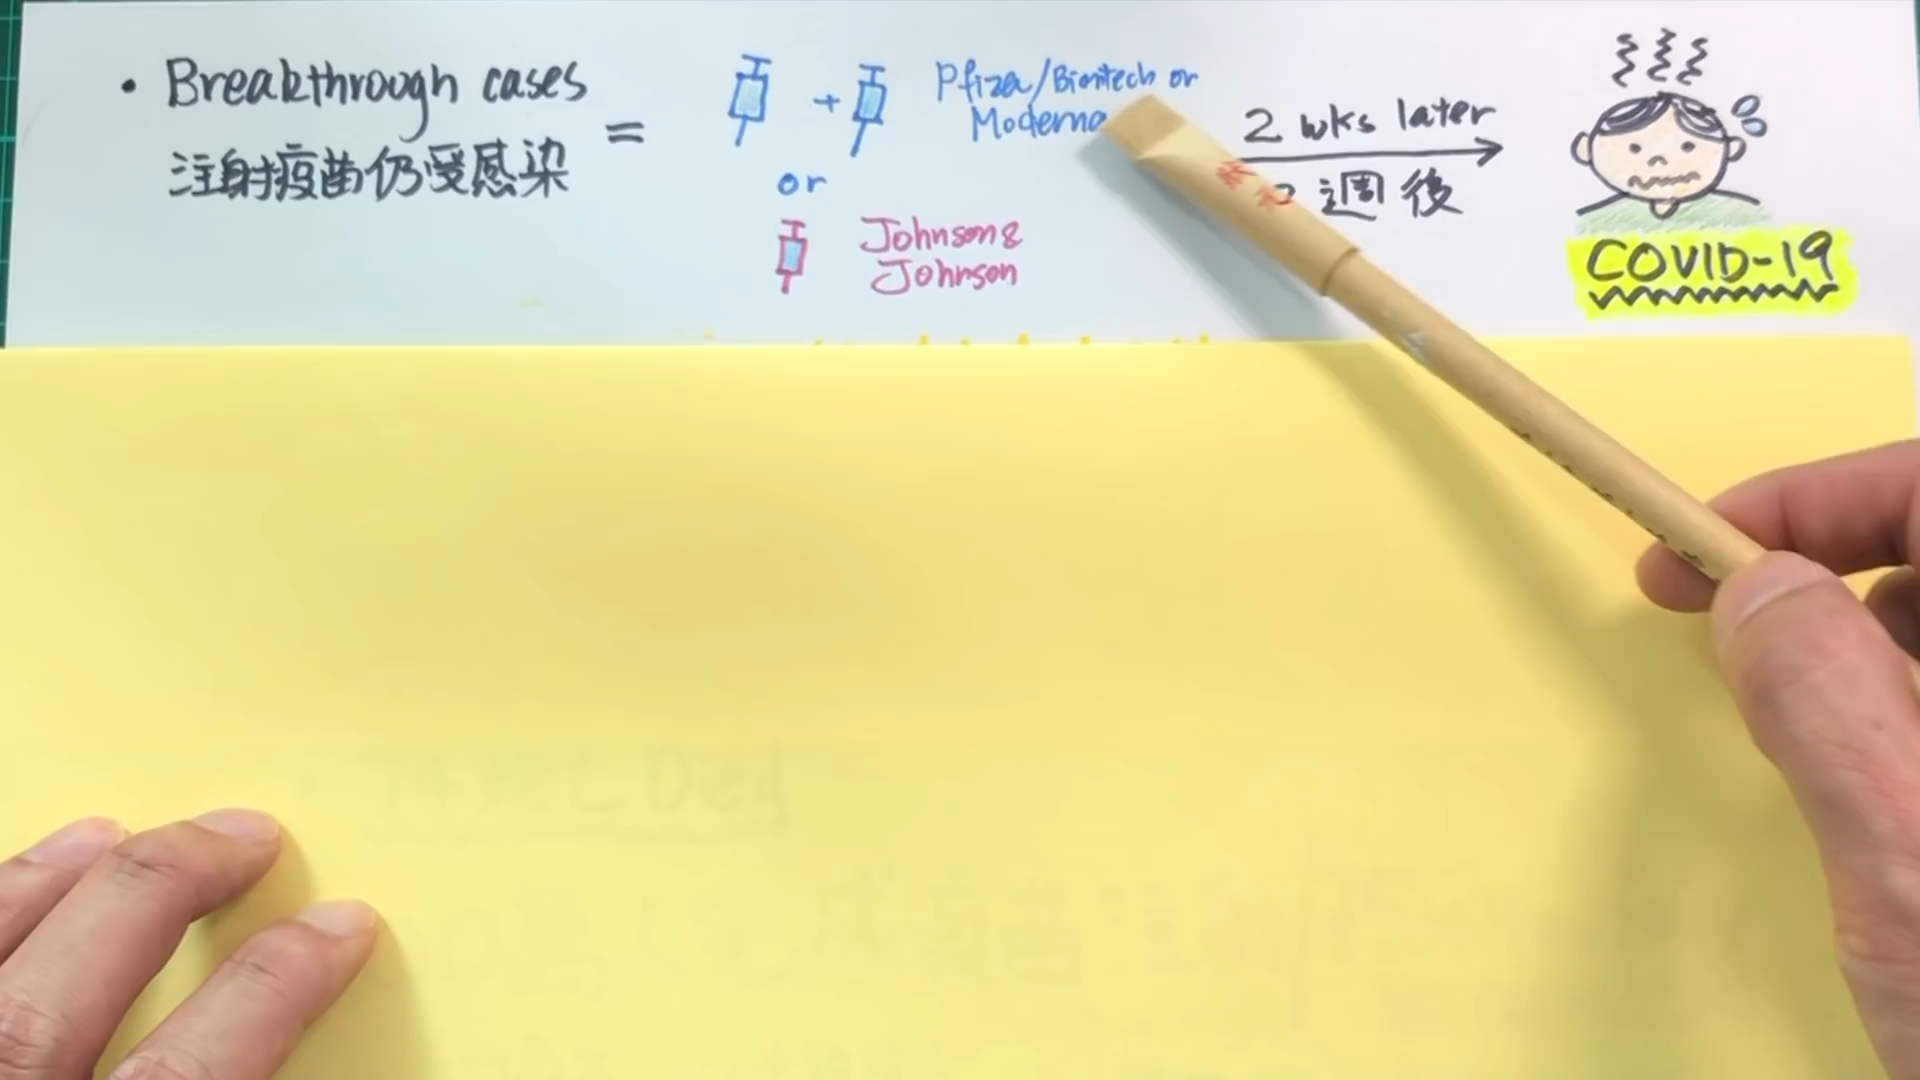 • Breakthrough cases
注射疫苗仍受感染
=
+
Pfizer/Biontech or
Moderna
or
Johnson &
Johnson
2 wks later
2 週後
COVID-19